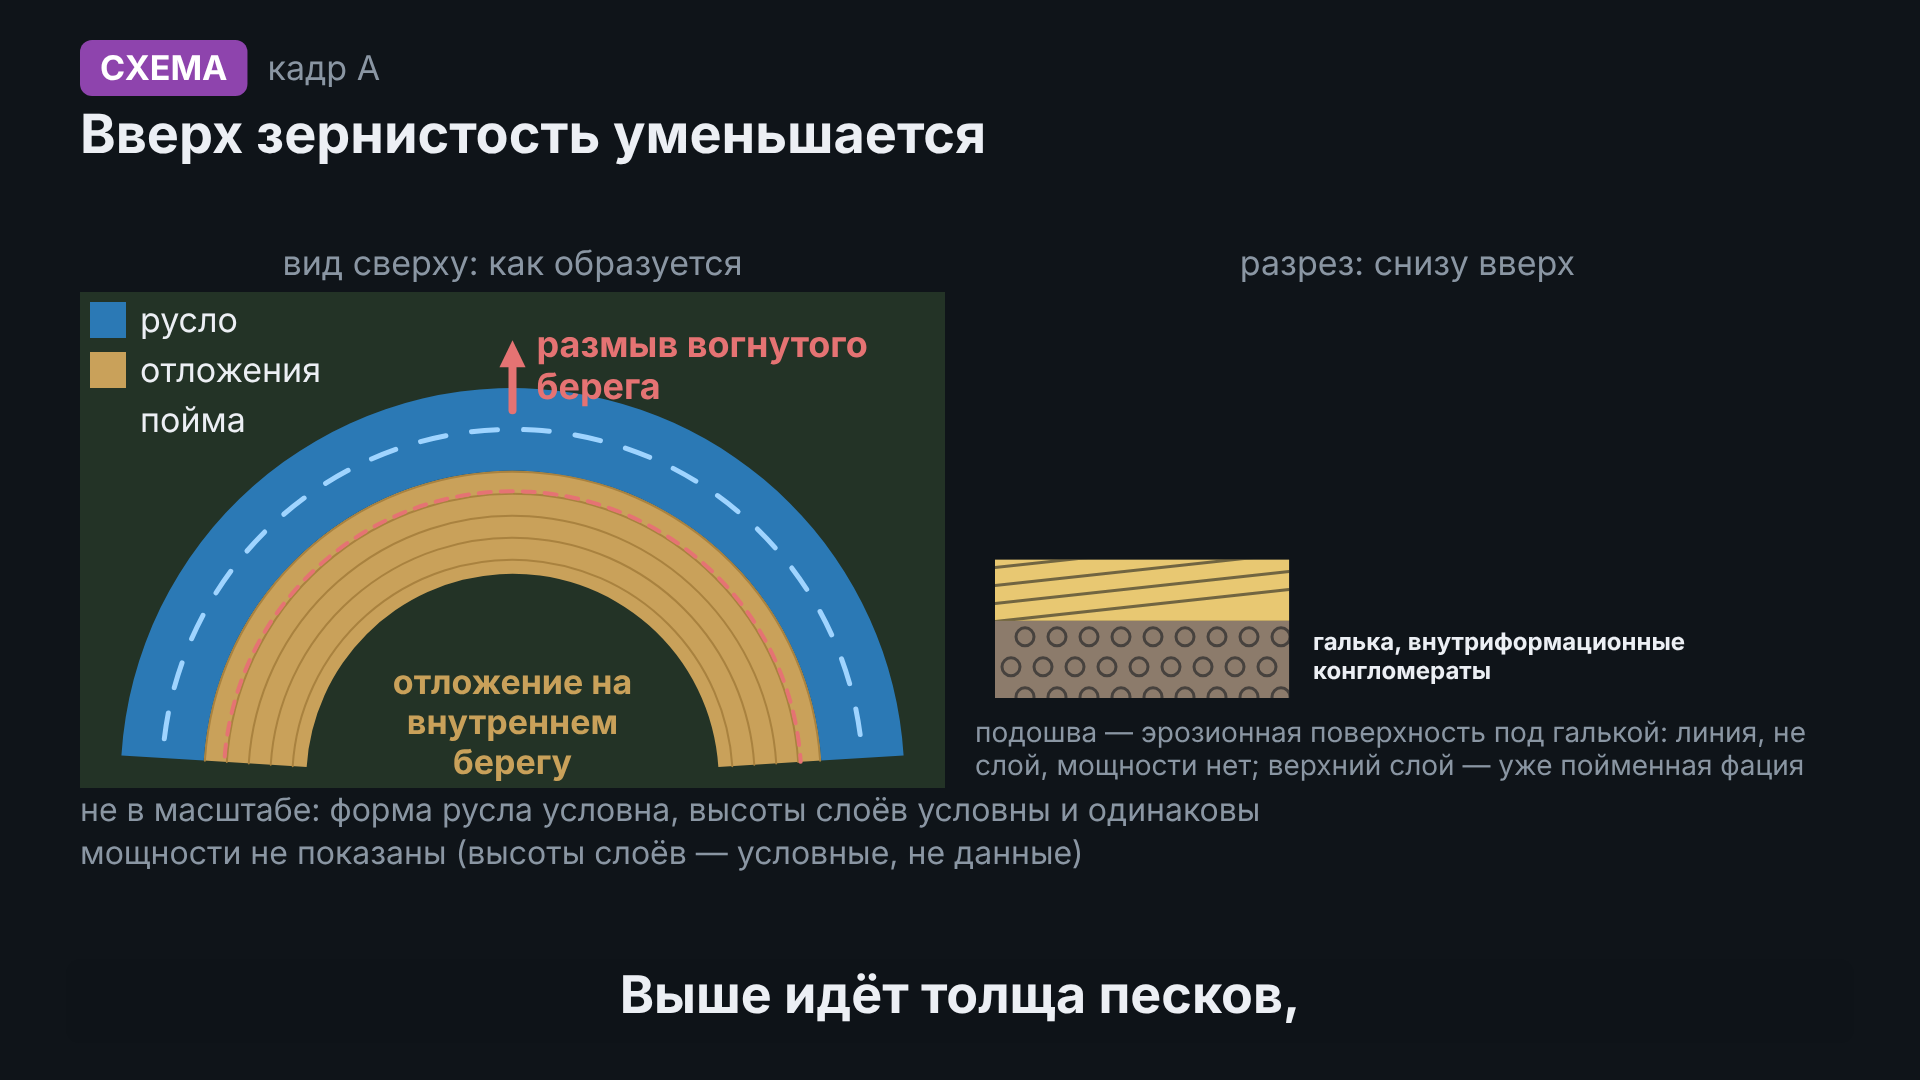 СХЕМА кадр А
Вверх зернистость уменьшается
вид сверху: как образуется
разрез: снизу вверх
русло
отложения
пойма
размыв вогнутого
берега
отложение на
внутреннем
берегу
галька, внутриформационные
конгломераты
подошва — эрозионная поверхность под галькой: линия, не
слой, мощности нет; верхний слой — уже пойменная фация
не в масштабе: форма русла условна, высоты слоёв условны и одинаковы
мощности не показаны (высоты слоёв — условные, не данные)
Выше идёт толща песков,